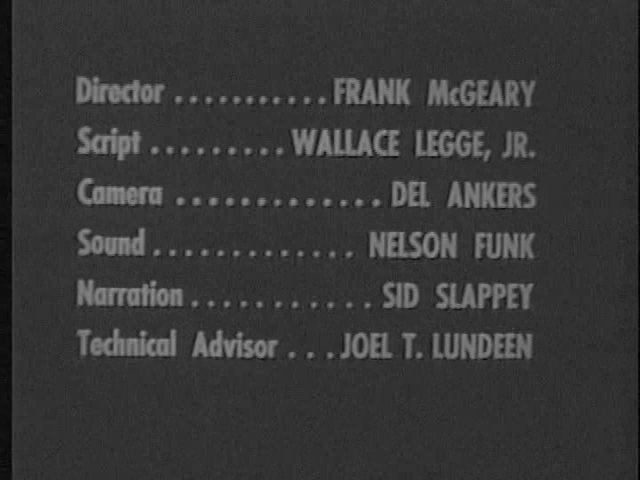 Director ........... FRANK McGEARY
Script ......... WALLACE LEGGE, JR.
Camera ............. DEL ANKERS
Sound ............. NELSON FUNK
Narration ............ SID SLAPPEY
Technical Advisor ... JOEL T. LUNDEEN